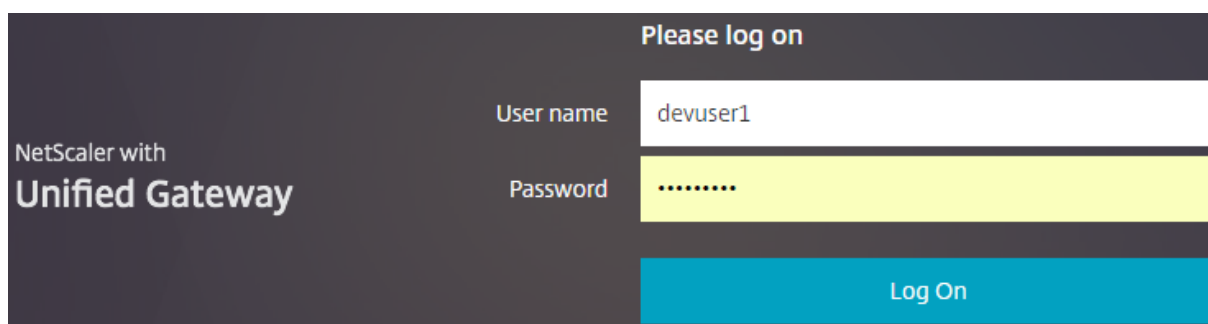 Please log on
User name
devuser1
NetScaler with
Unified Gateway
Password
•••••••••
Log On